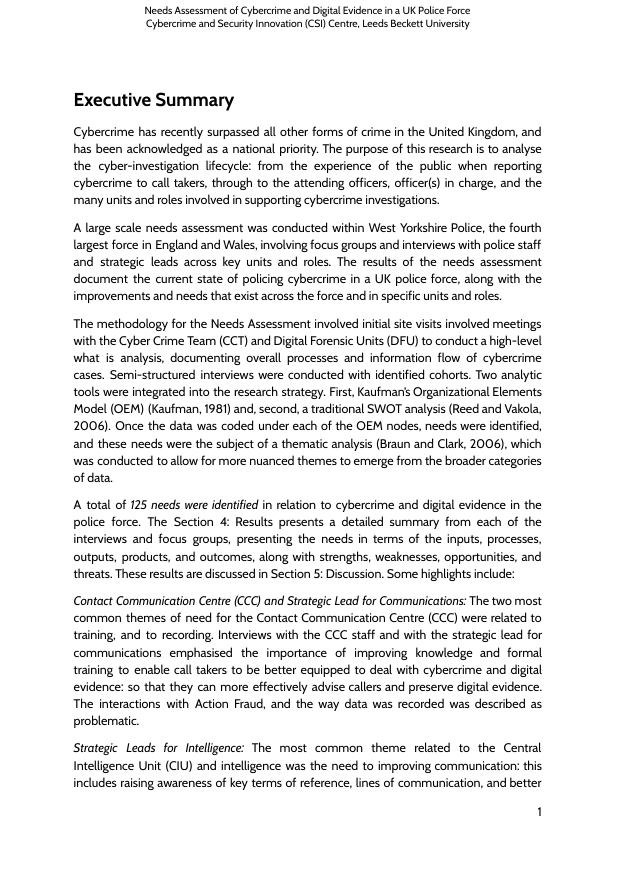 Needs Assessment of Cybercrime and Digital Evidence in a UK Police Force
Cybercrime and Security Innovation (CSI) Centre, Leeds Beckett University
Executive Summary
Cybercrime has recently surpassed all other forms of crime in the United Kingdom, and
has been acknowledged as a national priority. The purpose of this research is to analyse
the cyber-investigation lifecycle: from the experience of the public when reporting
cybercrime to call takers, through to the attending officers, officer(s) in charge, and the
many units and roles involved in supporting cybercrime investigations.
A large scale needs assessment was conducted within West Yorkshire Police, the fourth
largest force in England and Wales, involving focus groups and interviews with police staff
and strategic leads across key units and roles. The results of the needs assessment
document the current state of policing cybercrime in a UK police force, along with the
improvements and needs that exist across the force and in specific units and roles.
The methodology for the Needs Assessment involved initial site visits involved meetings
with the Cyber Crime Team (CCT) and Digital Forensic Units (DFU) to conduct a high-level
what is analysis, documenting overall processes and information flow of cybercrime
cases. Semi-structured interviews were conducted with identified cohorts. Two analytic
tools were integrated into the research strategy. First, Kaufman's Organizational Elements
Model (OEM) (Kaufman, 1981) and, second, a traditional SWOT analysis (Reed and Vakola,
2006). Once the data was coded under each of the OEM nodes, needs were identified,
and these needs were the subject of a thematic analysis (Braun and Clark, 2006), which
was conducted to allow for more nuanced themes to emerge from the broader categories
of data.
A total of 125 needs were identified in relation to cybercrime and digital evidence in the
police force. The Section 4: Results presents a detailed summary from each of the
interviews and focus groups, presenting the needs in terms of the inputs, processes,
outputs, products, and outcomes, along with strengths, weaknesses, opportunities, and
threats. These results are discussed in Section 5: Discussion. Some highlights include:
Contact Communication Centre (CCC) and Strategic Lead for Communications: The two most
common themes of need for the Contact Communication Centre (CCC) were related to
training, and to recording. Interviews with the CCC staff and with the strategic lead for
communications emphasised the importance of improving knowledge and formal
training to enable call takers to be better equipped to deal with cybercrime and digital
evidence: so that they can more effectively advise callers and preserve digital evidence.
The interactions with Action Fraud, and the way data was recorded was described as
problematic.
Strategic Leads for Intelligence: The most common theme related to the Central
Intelligence Unit (CIU) and intelligence was the need to improving communication: this
includes raising awareness of key terms of reference, lines of communication, and better
1